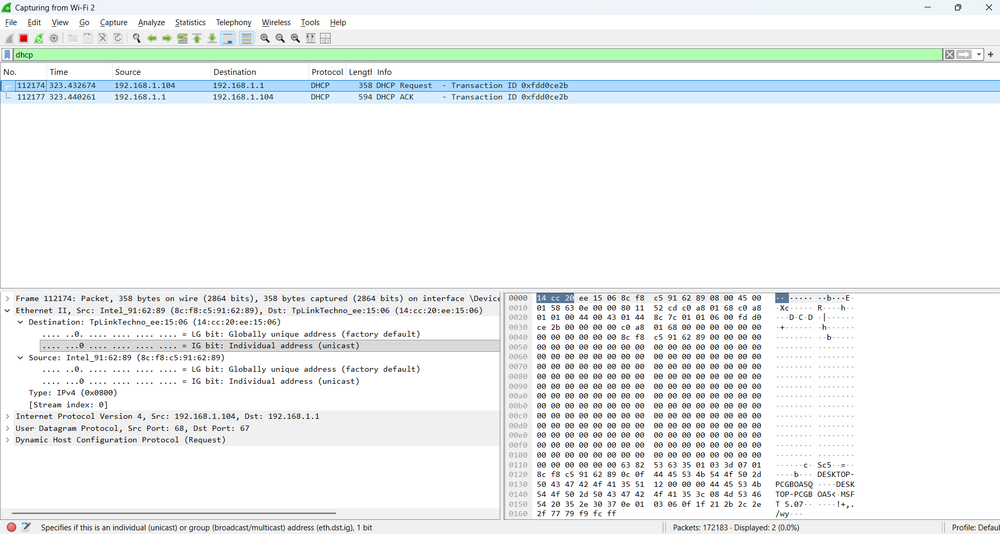 Capturing from Wi-Fi 2
File Edit View Go Capture Analyze Statistics Telephony Wireless Tools Help
dhcp
No. Time Source Destination Protocol Length Info
112174 323.432674 192.168.1.104 192.168.1.1 DHCP 358 DHCP Request - Transaction ID 0xfdd0ce2b
112177 323.440261 192.168.1.1 192.168.1.104 DHCP 594 DHCP ACK - Transaction ID 0xfdd0ce2b
Frame 112174: Packet, 358 bytes on wire (2864 bits), 358 bytes captured (2864 bits) on interface \Device
Ethernet II, Src: Intel_91:62:89 (8c:f8:c5:91:62:89), Dst: TpLinkTechno_ee:15:06 (14:cc:20:ee:15:06)
Destination: TpLinkTechno_ee:15:06 (14:cc:20:ee:15:06)
.... ..0. .... .... .... .... = LG bit: Globally unique address (factory default)
.... ...0 .... .... .... .... = IG bit: Individual address (unicast)
Source: Intel_91:62:89 (8c:f8:c5:91:62:89)
.... ..0. .... .... .... .... = LG bit: Globally unique address (factory default)
.... ...0 .... .... .... .... = IG bit: Individual address (unicast)
Type: IPv4 (0x0800)
[Stream index: 0]
Internet Protocol Version 4, Src: 192.168.1.104, Dst: 192.168.1.1
User Datagram Protocol, Src Port: 68, Dst Port: 67
Dynamic Host Configuration Protocol (Request)
0000 14 cc 20 ee 15 06 8c f8 c5 91 62 89 08 00 45 00 ·· ····· ··b···E·
0010 01 58 63 0e 00 00 80 11 52 cd c0 a8 01 68 c0 a8 ·Xc····· R····h··
0020 01 01 00 44 00 43 01 44 8c 7c 01 01 06 00 fd d0 ···D·C·D ·|······
0030 ce 2b 00 00 00 00 c0 a8 01 68 00 00 00 00 00 00 ·+······ ·h······
0040 00 00 00 00 00 00 8c f8 c5 91 62 89 00 00 00 00 ········ ··b·····
0050 00 00 00 00 00 00 00 00 00 00 00 00 00 00 00 00 ········ ········
0060 00 00 00 00 00 00 00 00 00 00 00 00 00 00 00 00 ········ ········
0070 00 00 00 00 00 00 00 00 00 00 00 00 00 00 00 00 ········ ········
0080 00 00 00 00 00 00 00 00 00 00 00 00 00 00 00 00 ········ ········
0090 00 00 00 00 00 00 00 00 00 00 00 00 00 00 00 00 ········ ········
00a0 00 00 00 00 00 00 00 00 00 00 00 00 00 00 00 00 ········ ········
00b0 00 00 00 00 00 00 00 00 00 00 00 00 00 00 00 00 ········ ········
00c0 00 00 00 00 00 00 00 00 00 00 00 00 00 00 00 00 ········ ········
00d0 00 00 00 00 00 00 00 00 00 00 00 00 00 00 00 00 ········ ········
00e0 00 00 00 00 00 00 00 00 00 00 00 00 00 00 00 00 ········ ········
00f0 00 00 00 00 00 00 00 00 00 00 00 00 00 00 00 00 ········ ········
0100 00 00 00 00 00 00 00 00 00 00 00 00 00 00 00 00 ········ ········
0110 00 00 00 00 00 00 63 82 53 63 35 01 03 3d 07 01 ······c· Sc5··=··
0120 8c f8 c5 91 62 89 0c 0f 44 45 53 4b 54 4f 50 2d ····b··· DESKTOP-
0130 50 43 47 42 4f 41 35 51 12 00 00 00 44 45 53 4b PCGBOA5Q ····DESK
0140 54 4f 50 2d 50 43 47 42 4f 41 35 3c 08 4d 53 46 TOP-PCGB OA5<·MSF
0150 54 20 35 2e 30 37 0e 01 03 06 0f 1f 21 2b 2c 2e T 5.07·· ····!+,.
0160 2f 77 79 f9 fc ff /wy···
Specifies if this is an individual (unicast) or group (broadcast/multicast) address (eth.dst.ig), 1 bit Packets: 172183 · Displayed: 2 (0.0%) Profile: Defaul